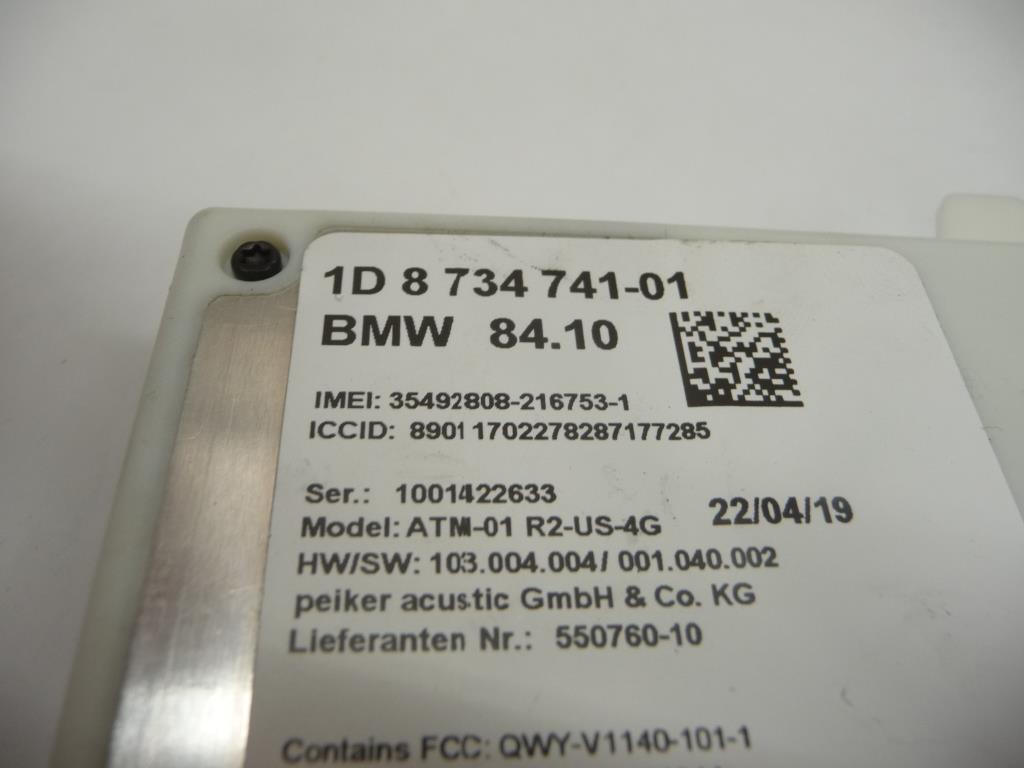 1D 8 734 741-01
BMW 84.10
IMEI: 35492808-216753-1
ICCID: 89011702278287177285
Ser.: 1001422633
22/04/19
Model: ATM-01 R2-US-4G
HW/SW: 103.004.004/ 001.040.002
peiker acustic GmbH & Co. KG
Lieferanten Nr.: 550760-10
Contains FCC: QWY-V1140-101-1